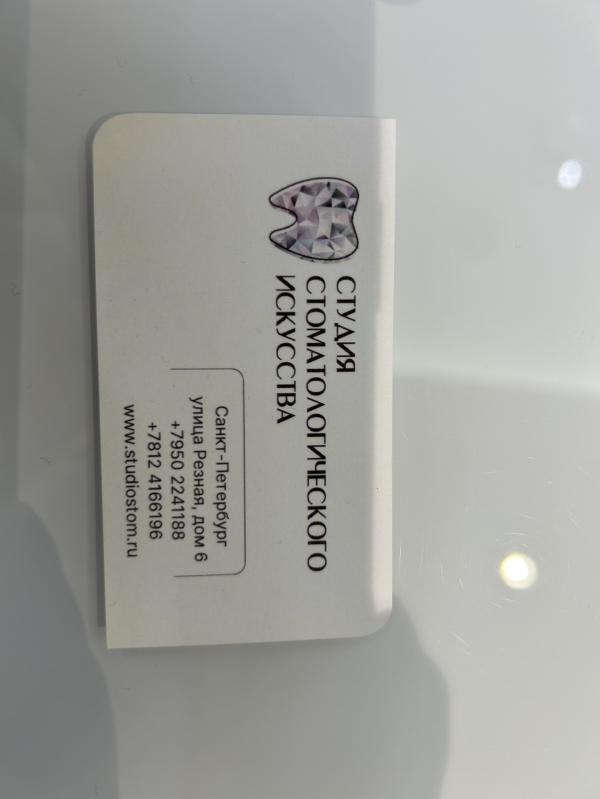 СТУДИЯ
СТОМАТОЛОГИЧЕСКОГО
ИСКУССТВА
Санкт-Петербург
улица Резная, дом 6
+7950 2241188
+7812 4166196
www.studiostom.ru